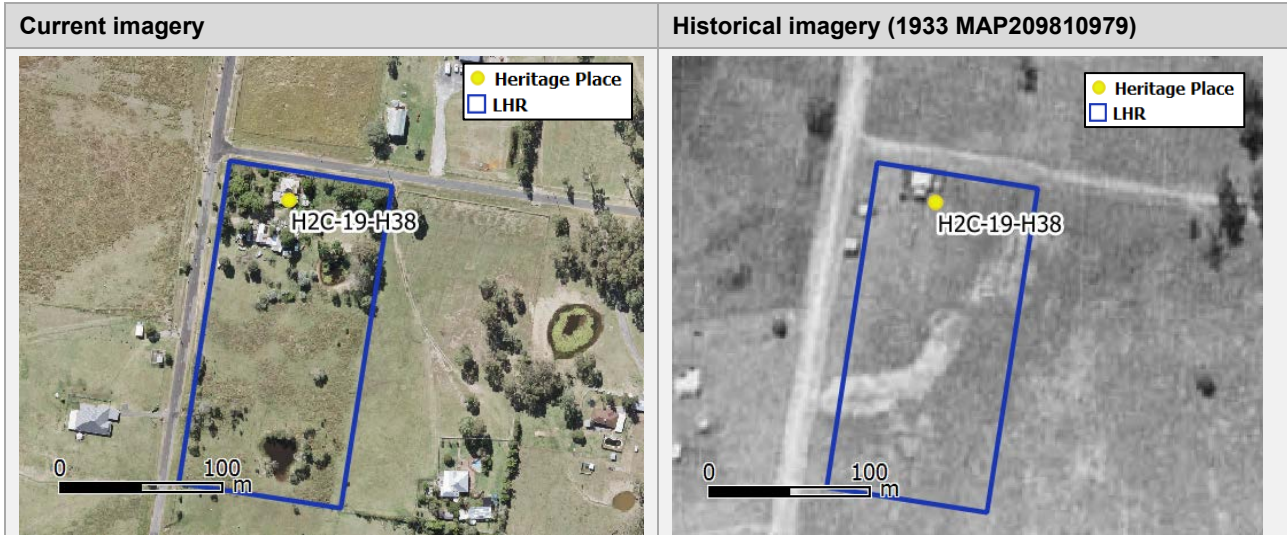 Current imagery
Historical imagery (1933 MAP209810979)
Heritage Place
LHR
H2C-19-H38
0 100
m
Heritage Place
LHR
H2C-19-H38
0 100
m